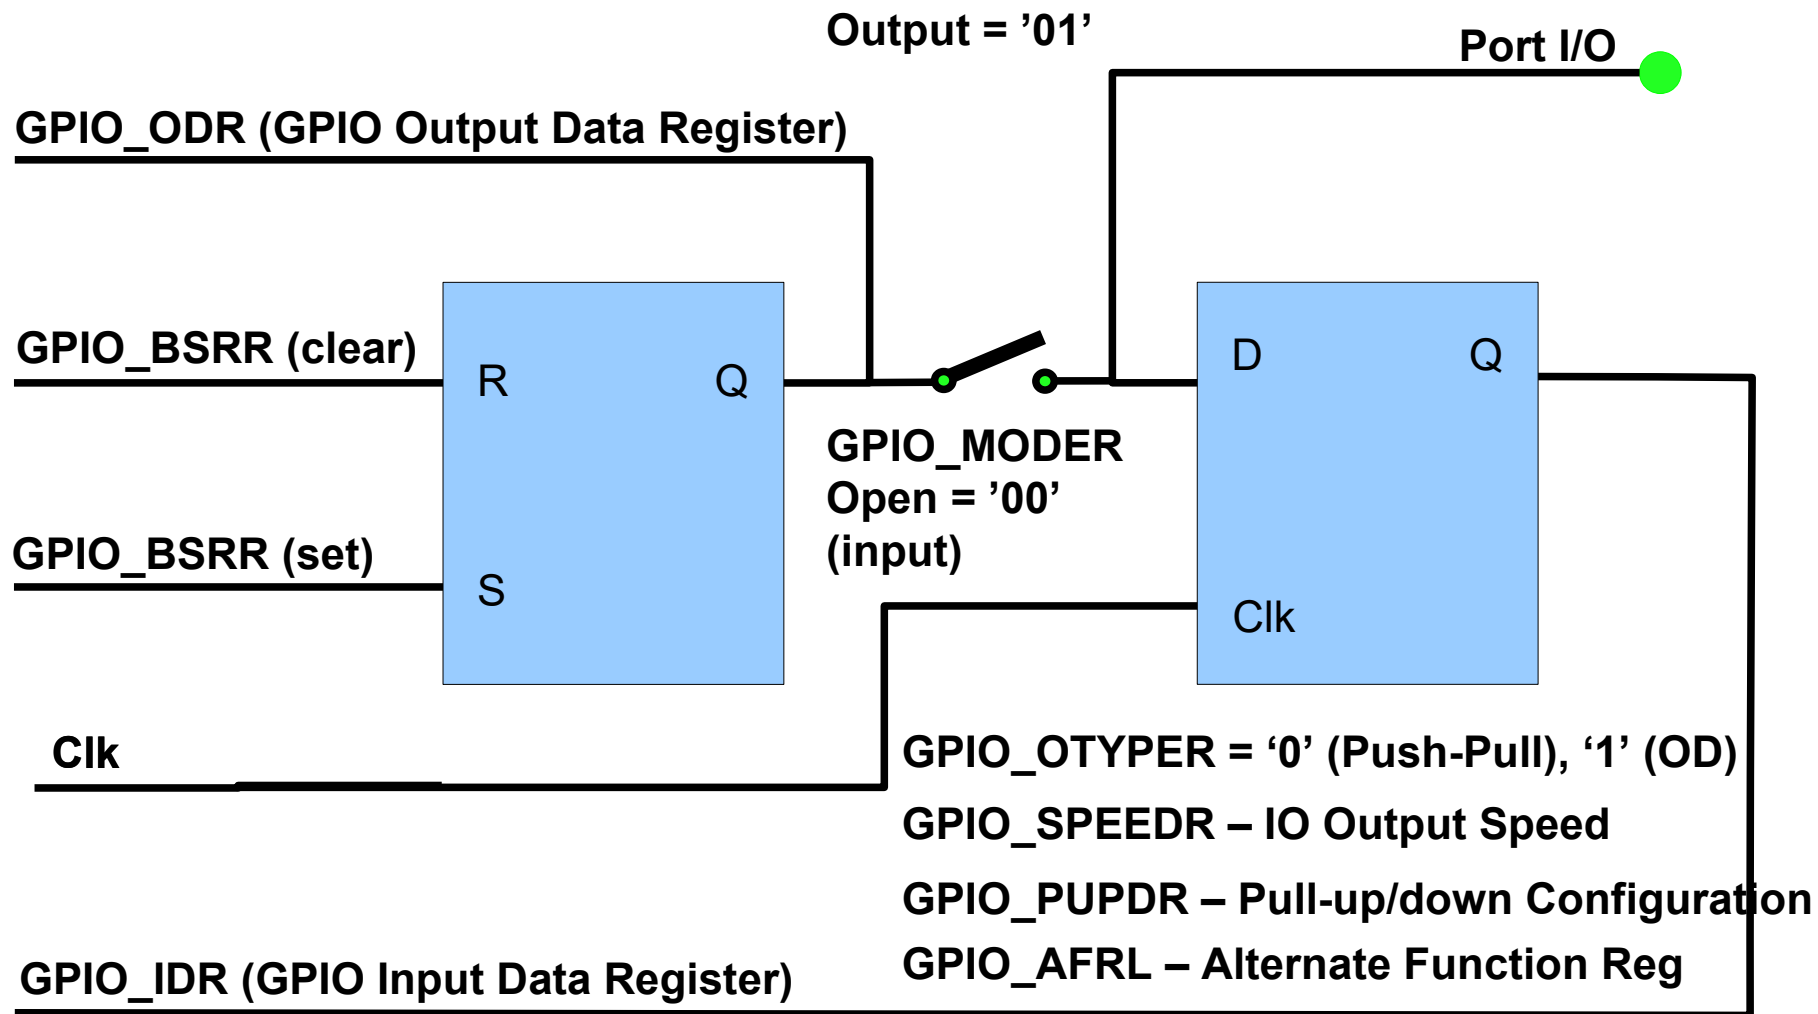 Output = ’01’
Port I/O
GPIO_ODR (GPIO Output Data Register)
GPIO_BSRR (clear)
R
Q
D
Q
GPIO_MODER
Open = ’00’
(input)
GPIO_BSRR (set)
S
Clk
Clk
GPIO_OTYPER = ‘0’ (Push-Pull), ‘1’ (OD)
GPIO_SPEEDR – IO Output Speed
GPIO_PUPDR – Pull-up/down Configuration
GPIO_AFRL – Alternate Function Reg
GPIO_IDR (GPIO Input Data Register)